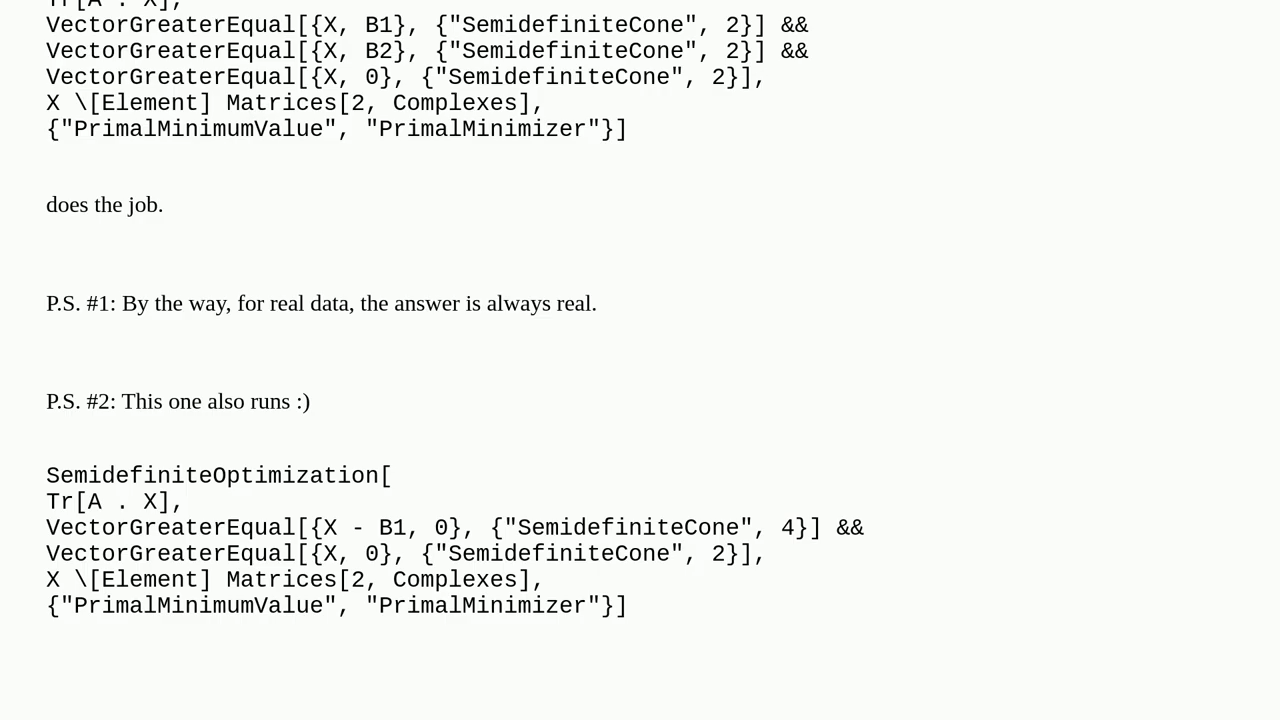 Tr[A . X],
VectorGreaterEqual[{X, B1}, {"SemidefiniteCone", 2}] &&
VectorGreaterEqual[{X, B2}, {"SemidefiniteCone", 2}] &&
VectorGreaterEqual[{X, 0}, {"SemidefiniteCone", 2}],
X \[Element] Matrices[2, Complexes],
{"PrimalMinimumValue", "PrimalMinimizer"}]
does the job.
P.S. #1: By the way, for real data, the answer is always real.
P.S. #2: This one also runs :)
SemidefiniteOptimization[
Tr[A . X],
VectorGreaterEqual[{X - B1, 0}, {"SemidefiniteCone", 4}] &&
VectorGreaterEqual[{X, 0}, {"SemidefiniteCone", 2}],
X \[Element] Matrices[2, Complexes],
{"PrimalMinimumValue", "PrimalMinimizer"}]